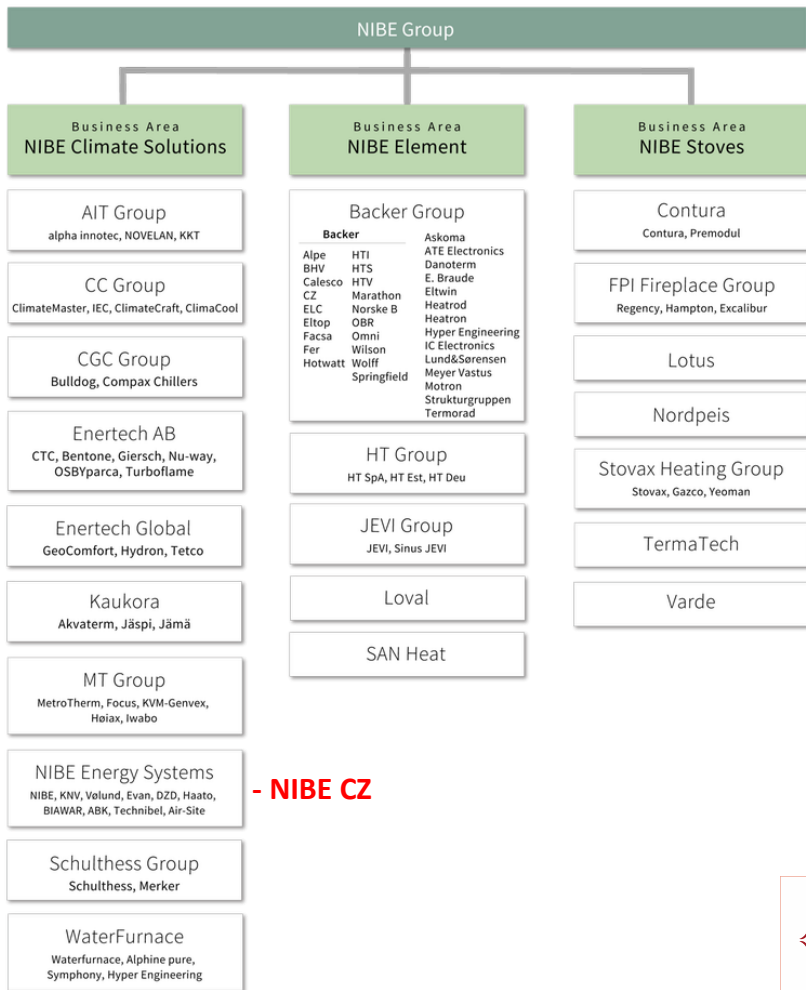 NIBE Group
Business Area
NIBE Climate Solutions
AIT Group
alpha innotec, NOVELAN, KKT
CC Group
ClimateMaster, IEC, ClimateCraft, ClimaCool
CGC Group
Bulldog, Compax Chillers
Enertech AB
CTC, Bentone, Giersch, Nu-way,
OSBYparca, Turboflame
Enertech Global
GeoComfort, Hydron, Tetco
Kaukora
Akvaterm, Jäspi, Jämä
MT Group
MetroTherm, Focus, KVM-Genvex,
Høiax, Iwabo
NIBE Energy Systems
NIBE, KNV, Vølund, Evan, DZD, Haato,
BIAWAR, ABK, Technibel, Air-Site
- NIBE CZ
Schulthess Group
Schulthess, Merker
WaterFurnace
Waterfurnace, Alphine pure,
Symphony, Hyper Engineering
Business Area
NIBE Element
Backer Group
Backer
Alpe
BHV
Calesco
CZ
ELC
Eltop
Facsa
Fer
Hotwatt
HTI
HTS
HTV
Marathon
Norske B
OBR
Omni
Wilson
Wolff
Springfield
Askoma
ATE Electronics
Danoterm
E. Braude
Eltwin
Heatrod
Heatron
Hyper Engineering
IC Electronics
Lund&Sørensen
Meyer Vastus
Motron
Strukturgruppen
Termorad
HT Group
HT SpA, HT Est, HT Deu
JEVI Group
JEVI, Sinus JEVI
Loval
SAN Heat
Business Area
NIBE Stoves
Contura
Contura, Premodul
FPI Fireplace Group
Regency, Hampton, Excalibur
Lotus
Nordpeis
Stovax Heating Group
Stovax, Gazco, Yeoman
TermaTech
Varde